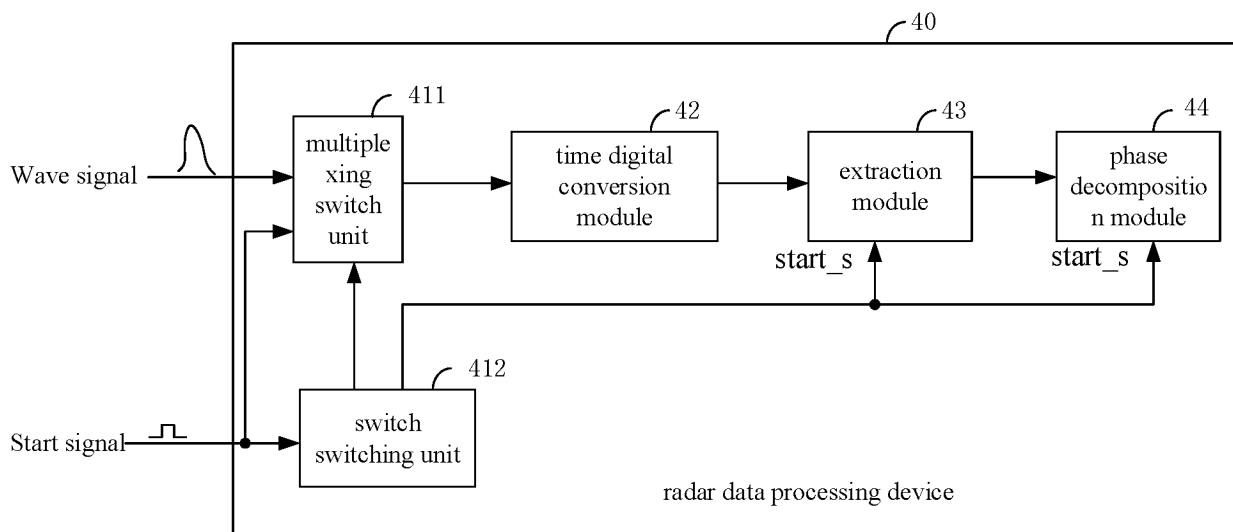 40
411
42
43
44
Wave signal
multiple
xing
switch
unit
time digital
conversion
module
extraction
module
phase
decompositio
n module
start_s
start_s
412
Start signal
switch
switching unit
radar data processing device